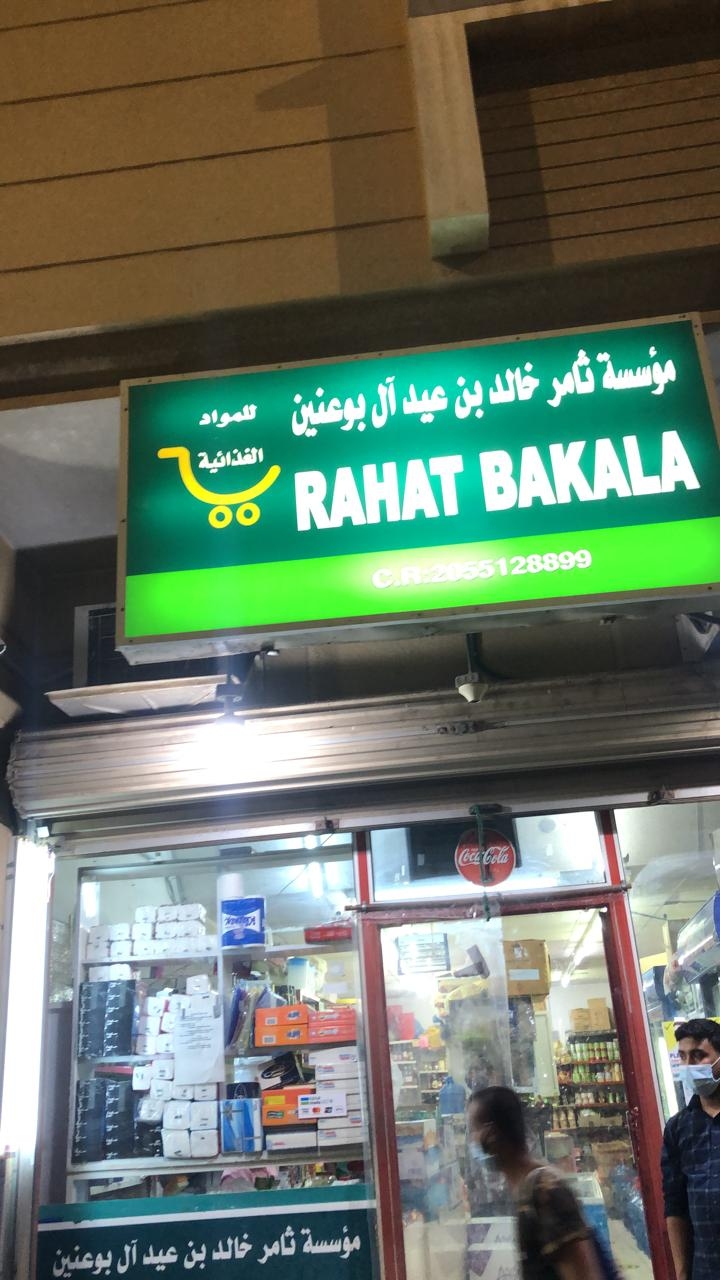 مؤسسة ثامر خالد بن عيد آل بوعنين
للمواد
الغذائية
RAHAT BAKALA
C.R:2055128899
Coca-Cola
مؤسسة ثامر خالد بن عيد آل بوعنين